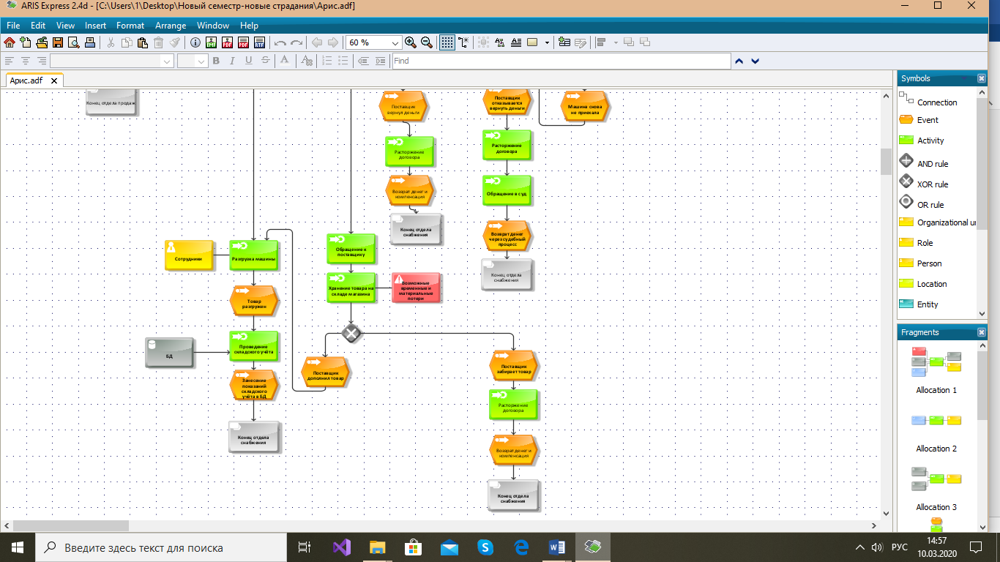 ARIS Express 2.4d - [C:\Users\1\Desktop\Новый семестр-новые страдания\Арис.adf]
File Edit View Insert Format Arrange Window Help
EMF PDF PDF RTF 60 %
B I U S A Find
Арис.adf
Конец отдела продаж
Поставщик
вернул деньги
Поставщик
отказывается
вернуть деньги
Машина снова
не приехала
Расторжение
договора
Расторжение
договора
Возврат денег и
компенсация
Обращение в суд
Конец отдела
снабжения
Возврат денег
через судебный
процесс
Конец отдела
снабжения
Сотрудники
Разгрузка машины
Обращение к
поставщику
Хранение товара на
складе магазина
Возможные
временные и
материальные
потери
Товар
разгружен
БД
Проведение
складского учёта
Поставщик
дополнил товар
Поставщик
забирает товар
Занесение
показаний
складского
учёта в БД
Расторжение
договора
Конец отдела
снабжения
Возврат денег и
компенсация
Конец отдела
снабжения
Symbols
Connection
Event
Activity
AND rule
XOR rule
OR rule
Organizational un
Role
Person
Location
Entity
Fragments
Allocation 1
Allocation 2
Allocation 3
Введите здесь текст для поиска
РУС
14:57
10.03.2020